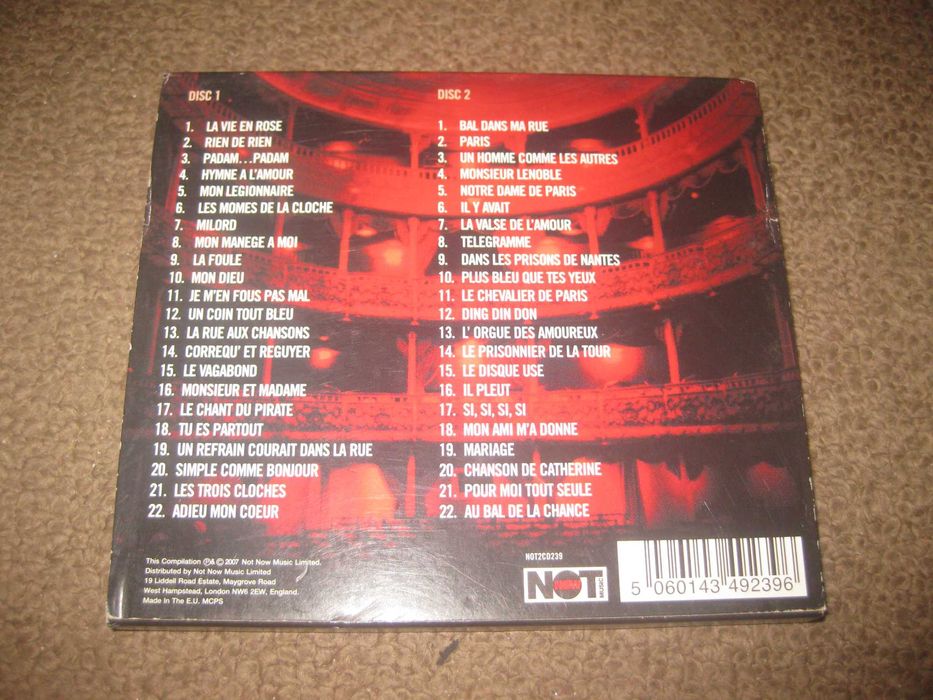 DISC 1
1. LA VIE EN ROSE
2. RIEN DE RIEN
3. PADAM...PADAM
4. HYMNE A L'AMOUR
5. MON LEGIONNAIRE
6. LES MOMES DE LA CLOCHE
7. MILORD
8. MON MANEGE A MOI
9. LA FOULE
10. MON DIEU
11. JE M'EN FOUS PAS MAL
12. UN COIN TOUT BLEU
13. LA RUE AUX CHANSONS
14. CORREQU' ET REGUYER
15. LE VAGABOND
16. MONSIEUR ET MADAME
17. LE CHANT DU PIRATE
18. TU ES PARTOUT
19. UN REFRAIN COURAIT DANS LA RUE
20. SIMPLE COMME BONJOUR
21. LES TROIS CLOCHES
22. ADIEU MON COEUR
DISC 2
1. BAL DANS MA RUE
2. PARIS
3. UN HOMME COMME LES AUTRES
4. MONSIEUR LENOBLE
5. NOTRE DAME DE PARIS
6. IL Y AVAIT
7. LA VALSE DE L'AMOUR
8. TELEGRAMME
9. DANS LES PRISONS DE NANTES
10. PLUS BLEU QUE TES YEUX
11. LE CHEVALIER DE PARIS
12. DING DIN DON
13. L' ORGUE DES AMOUREUX
14. LE PRISONNIER DE LA TOUR
15. LE DISQUE USE
16. IL PLEUT
17. SI, SI, SI, SI
18. MON AMI M'A DONNE
19. MARIAGE
20. CHANSON DE CATHERINE
21. POUR MOI TOUT SEULE
22. AU BAL DE LA CHANCE
This Compilation ℗& © 2007 Not Now Music Limited.
Distributed by Not Now Music Limited
19 Liddell Road Estate, Maygrove Road
West Hampstead, London NW6 2EW, England.
Made In The E.U. MCPS
NOT2CD239
NOT NOW MUSIC
5 060143 492396